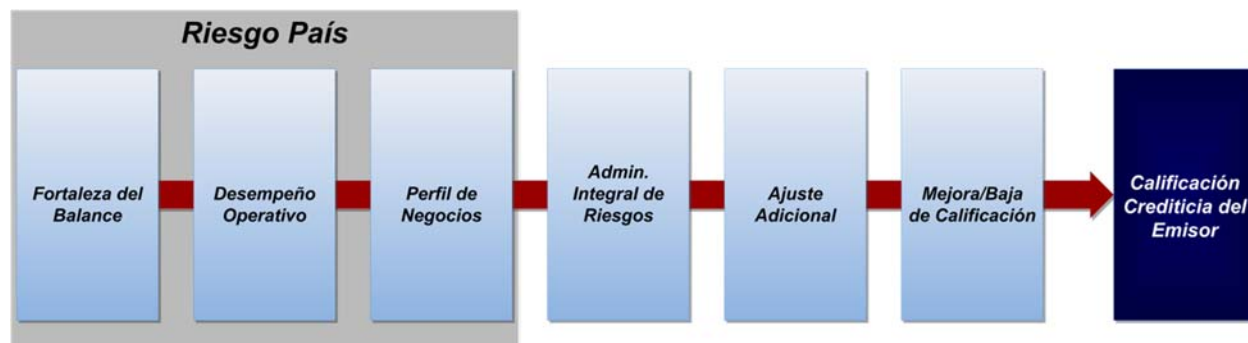 Riesgo País
Fortaleza del
Balance
Desempeño
Operativo
Perfil de
Negocios
Admin.
Integral de
Riesgos
Ajuste
Adicional
Mejora/Baja
de Calificación
Calificación
Crediticia del
Emisor